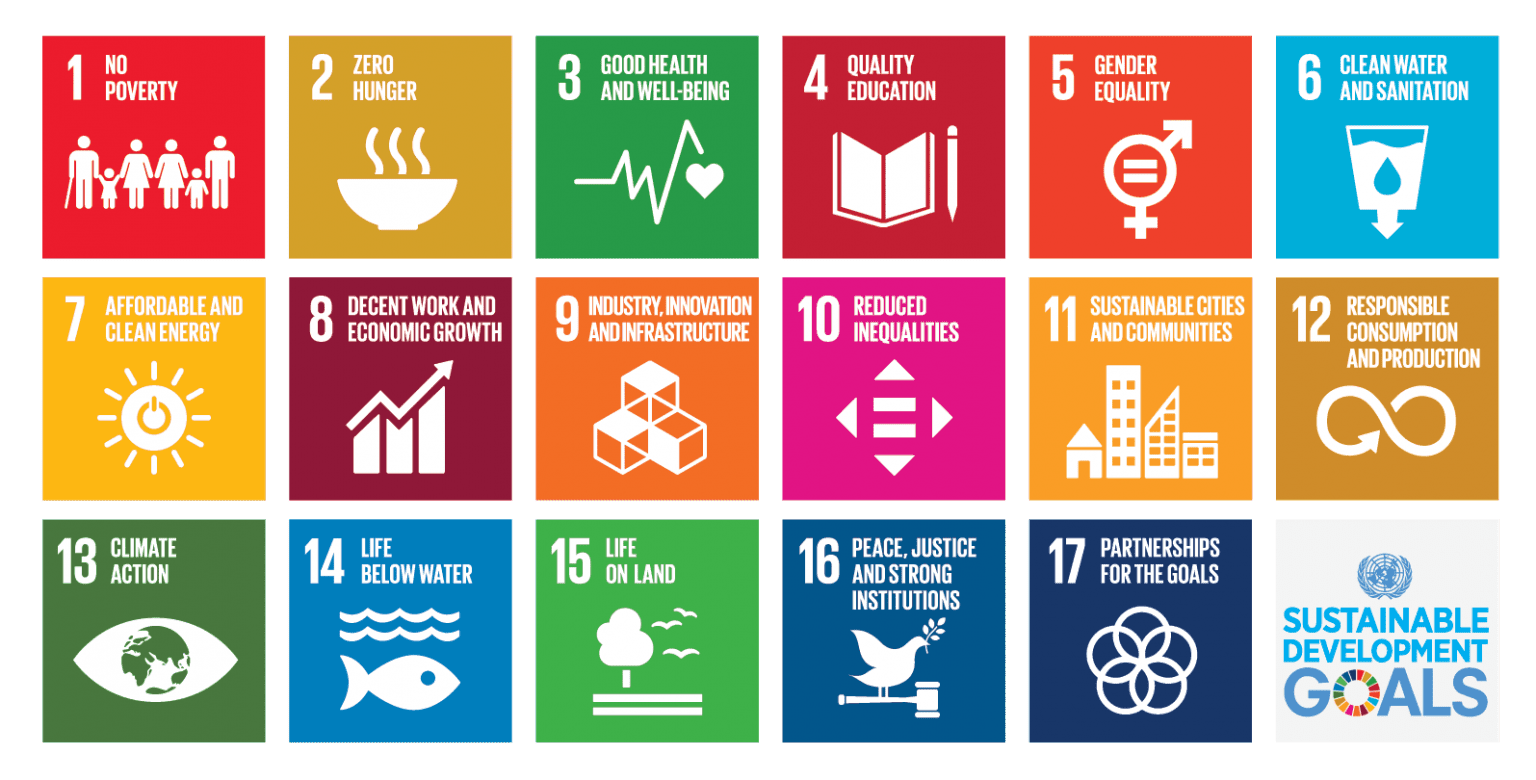 1 NO
POVERTY
2 ZERO
HUNGER
3 GOOD HEALTH
AND WELL-BEING
4 QUALITY
EDUCATION
5 GENDER
EQUALITY
6 CLEAN WATER
AND SANITATION
7 AFFORDABLE AND
CLEAN ENERGY
8 DECENT WORK AND
ECONOMIC GROWTH
9 INDUSTRY, INNOVATION
AND INFRASTRUCTURE
10 REDUCED
INEQUALITIES
11 SUSTAINABLE CITIES
AND COMMUNITIES
12 RESPONSIBLE
CONSUMPTION
AND PRODUCTION
13 CLIMATE
ACTION
14 LIFE
BELOW WATER
15 LIFE
ON LAND
16 PEACE, JUSTICE
AND STRONG
INSTITUTIONS
17 PARTNERSHIPS
FOR THE GOALS
SUSTAINABLE
DEVELOPMENT
GOALS